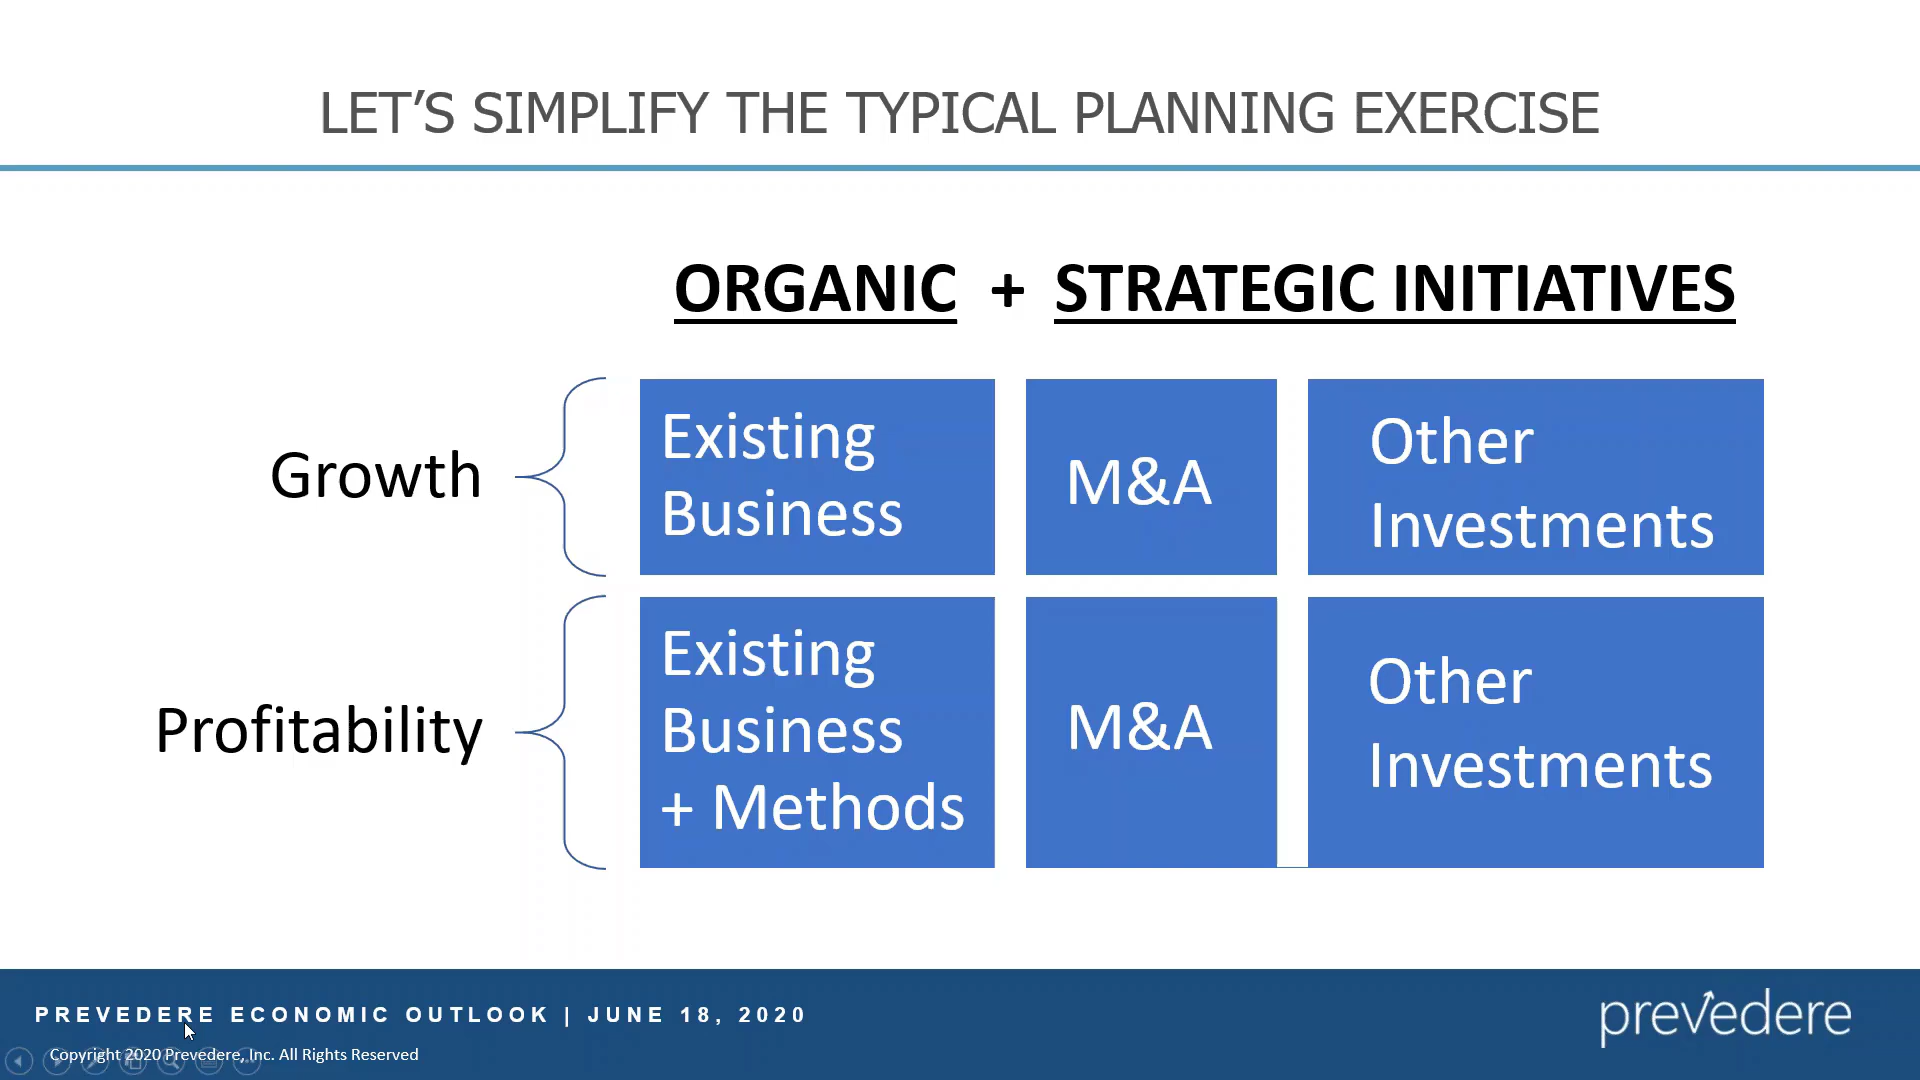 LET’S SIMPLIFY THE TYPICAL PLANNING EXERCISE
ORGANIC + STRATEGIC INITIATIVES
Growth
Existing
Business
M&A
Other
Investments
Profitability
Existing
Business
+ Methods
M&A
Other
Investments
PREVEDERE ECONOMIC OUTLOOK | JUNE 18, 2020
Copyright 2020 Prevedere, Inc. All Rights Reserved
prevedere